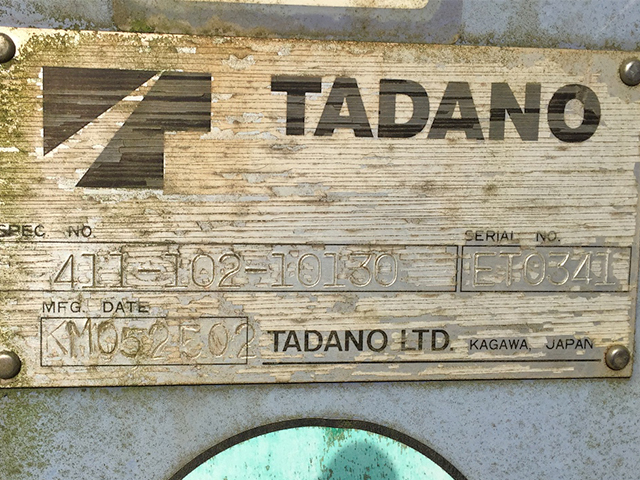 TADANO
SPEC. NO. SERIAL NO.
411-102-10130 ET0341
MFG. DATE
KM052502 TADANO LTD. KAGAWA, JAPAN